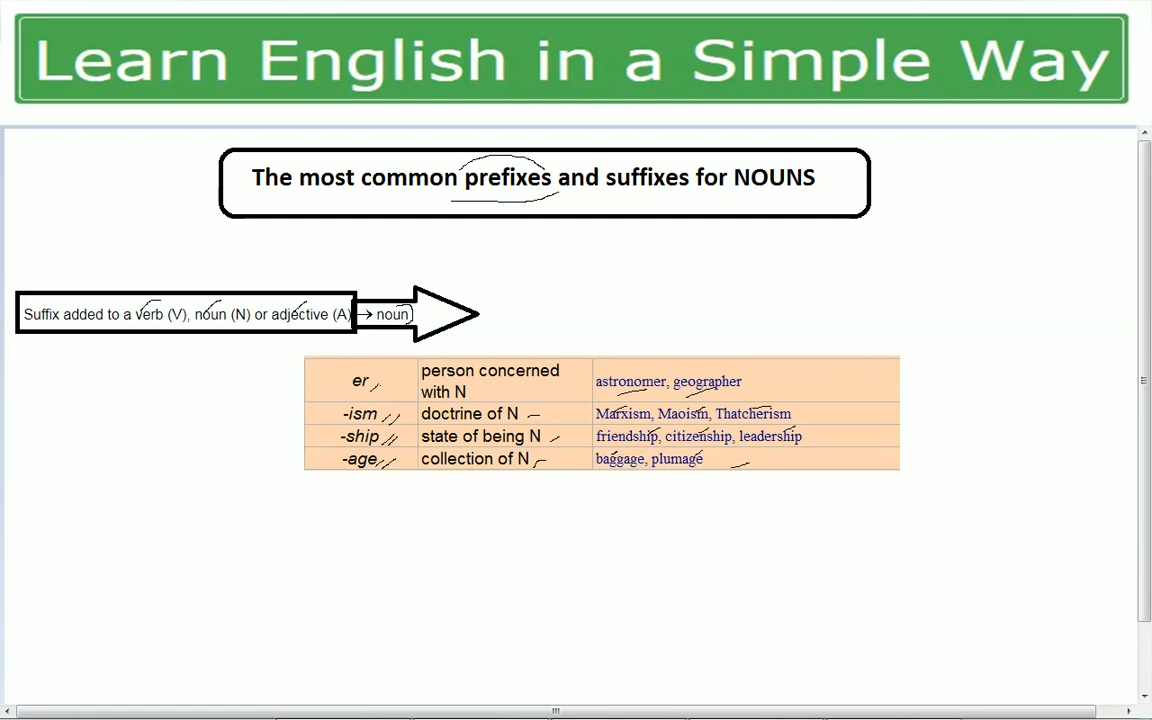 Learn English in a Simple Way
The most common prefixes and suffixes for NOUNS
Suffix added to a verb (V), noun (N) or adjective (A) → noun
er person concerned with N astronomer, geographer
-ism doctrine of N Marxism, Maoism, Thatcherism
-ship state of being N friendship, citizenship, leadership
-age collection of N baggage, plumage